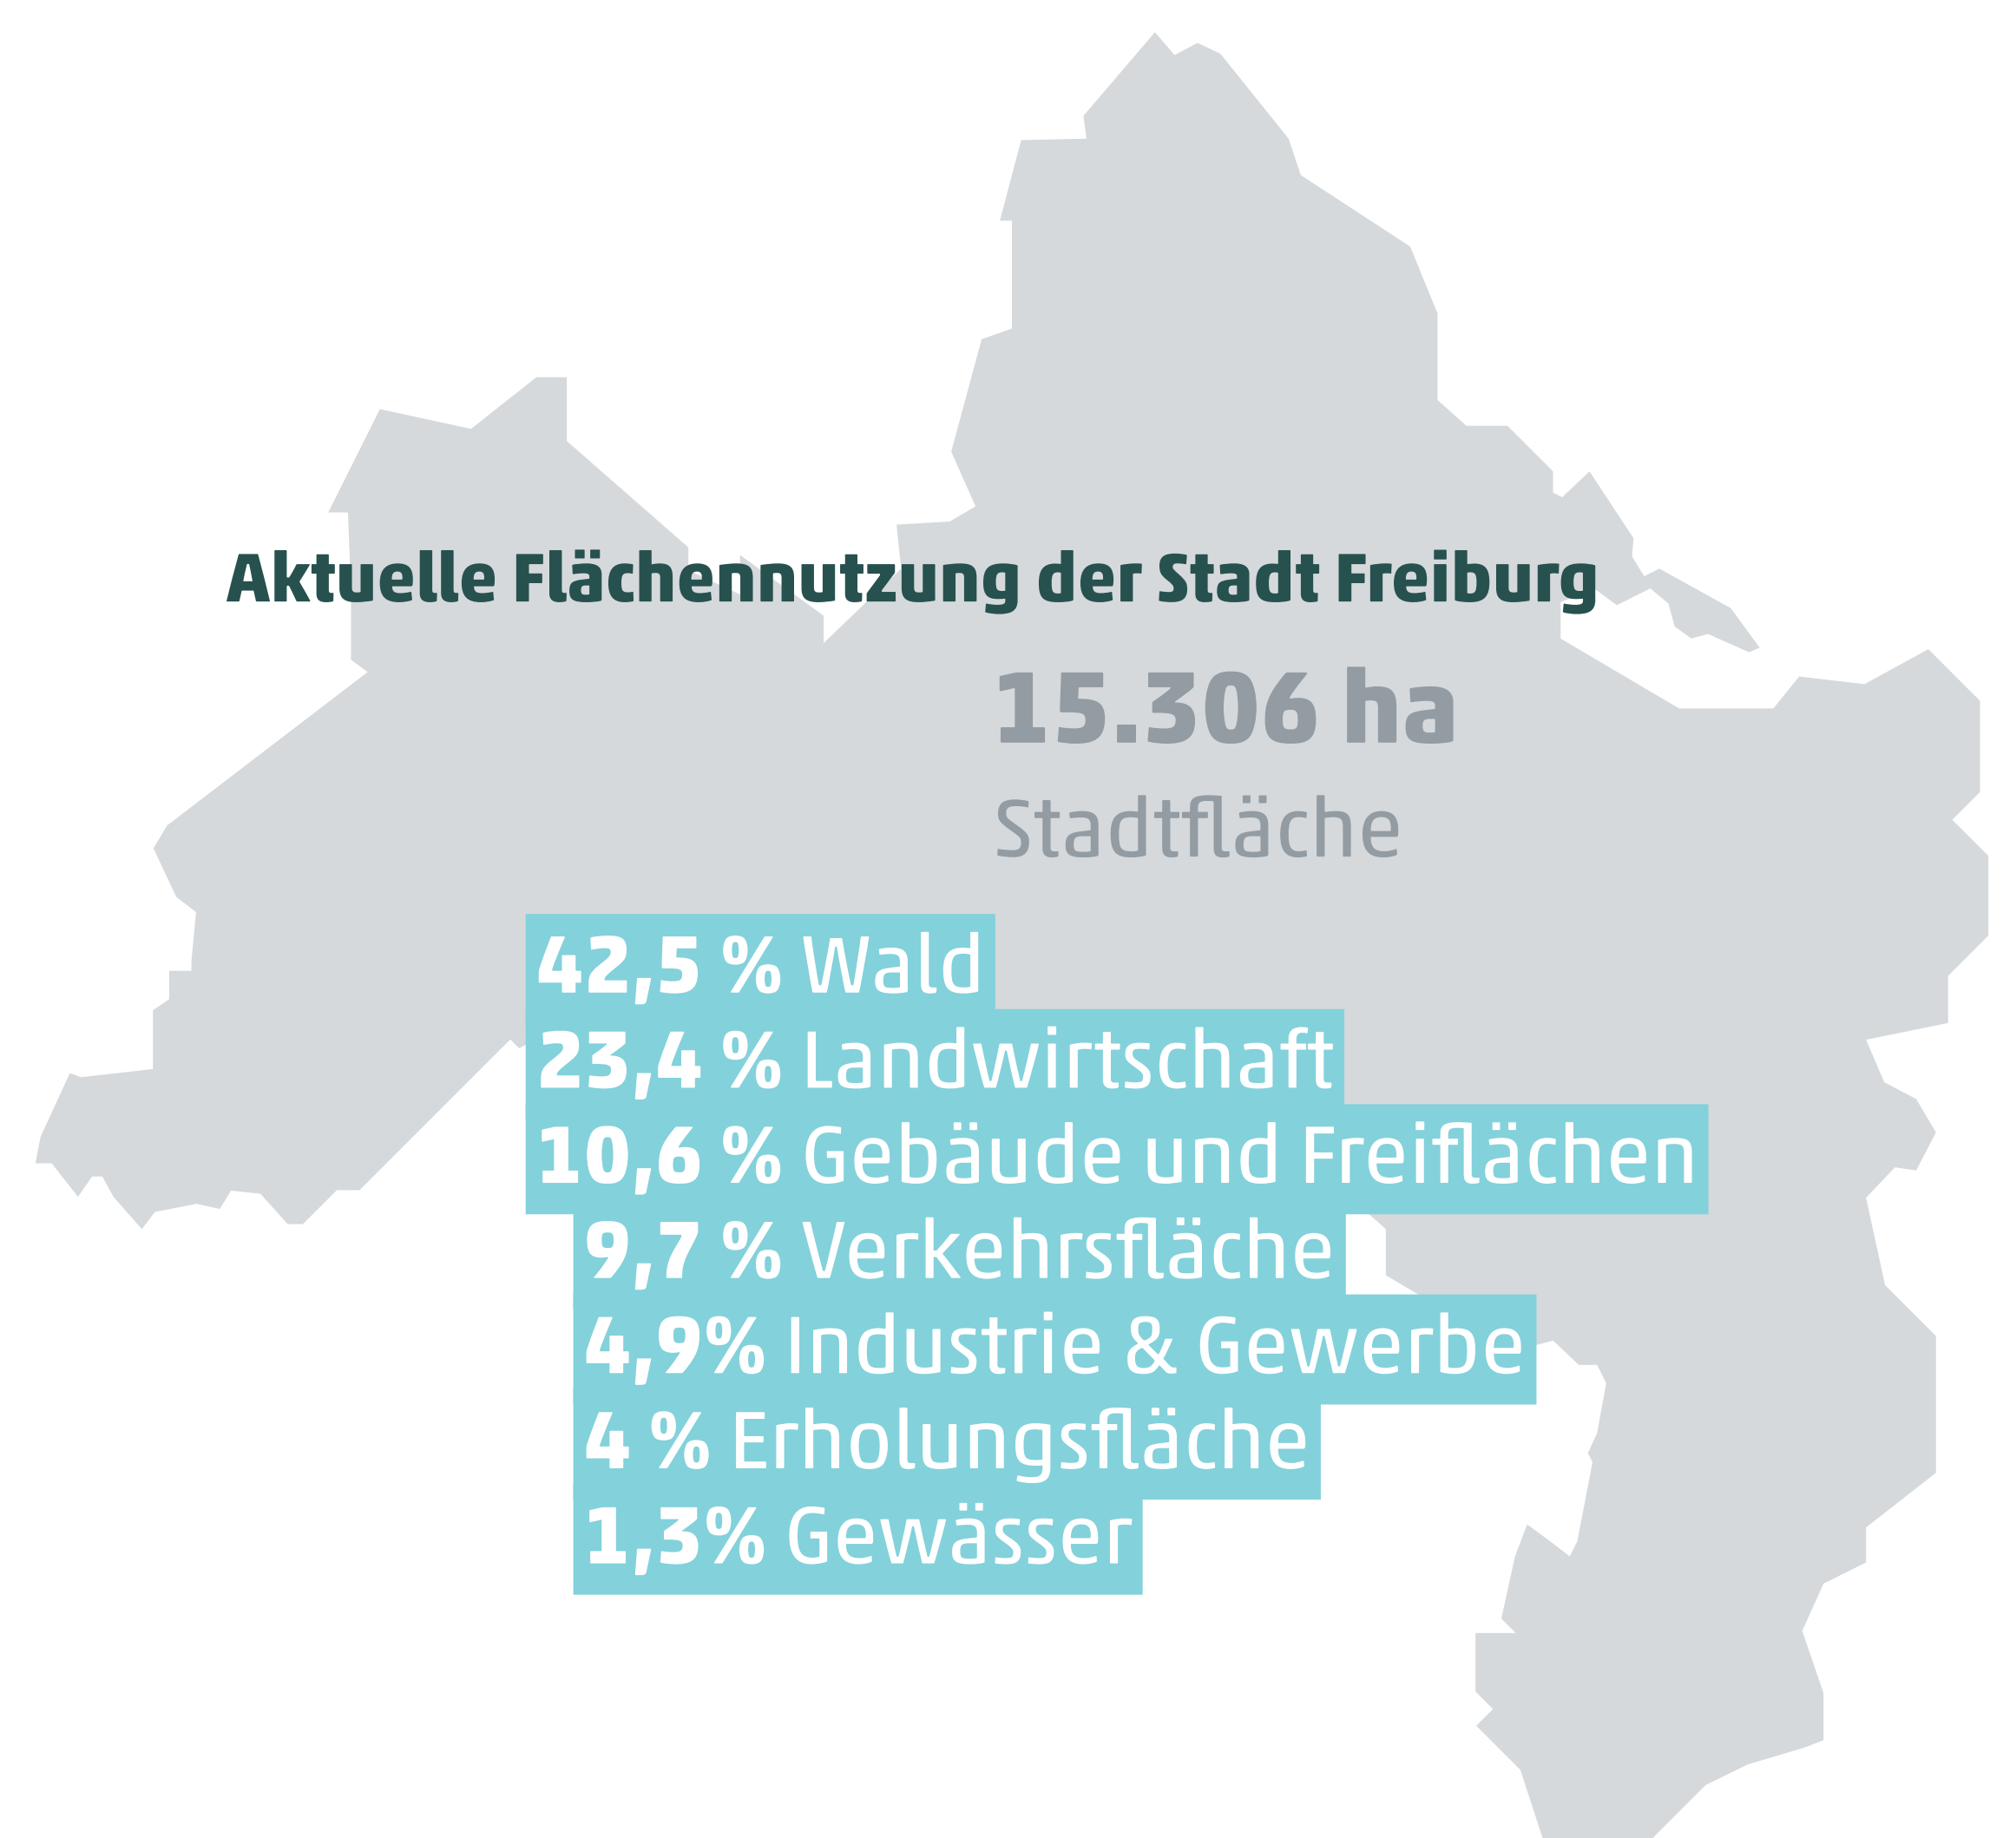 Aktuelle Flächennutzung der Stadt Freiburg
15.306 ha
Stadtfläche
42,5 % Wald
23,4 % Landwirtschaft
10,6 % Gebäude und Freiflächen
9,7 % Verkehrsfläche
4,9% Industrie & Gewerbe
4 % Erholungsfläche
1,3% Gewässer